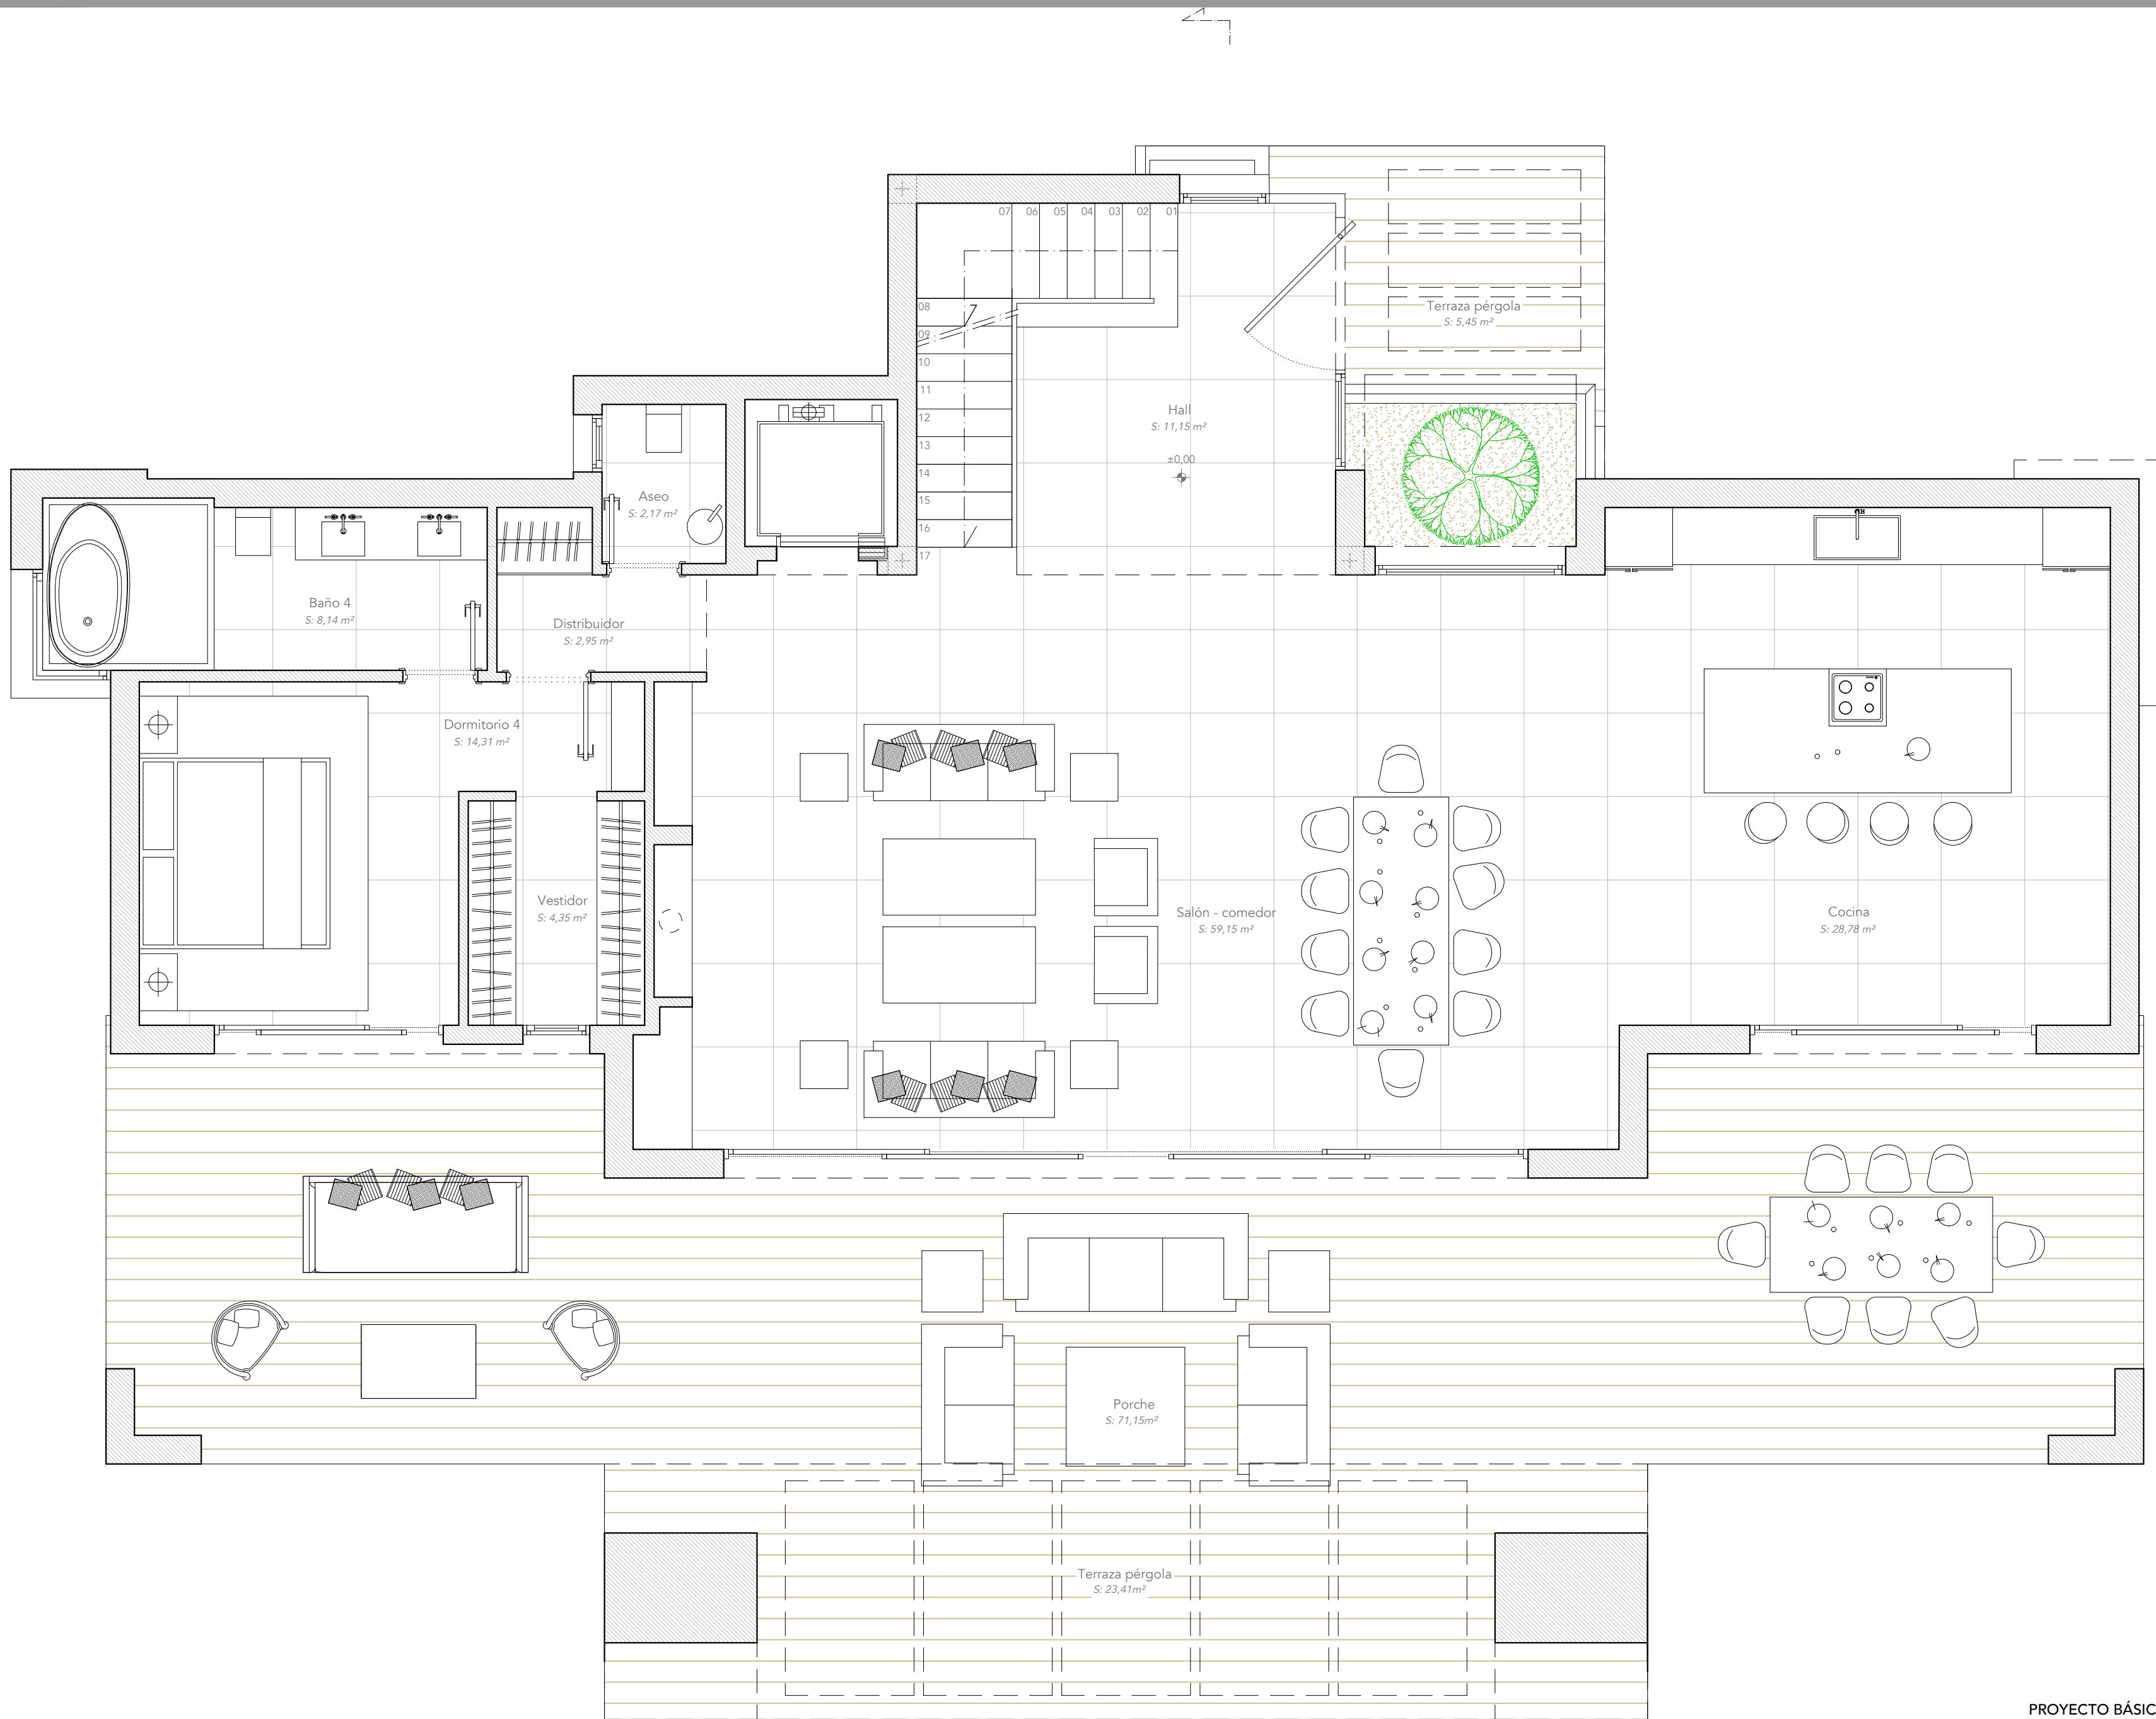 07 06 05 04 03 02 01
08
09
10
11
12
13
14
15
16
17
Terraza pérgola
S: 5,45 m²
Hall
S: 11,15 m²
±0,00
Aseo
S: 2,17 m²
Baño 4
S: 8,14 m²
Distribuidor
S: 2,95 m²
Dormitorio 4
S: 14,31 m²
Vestidor
S: 4,35 m²
Salón - comedor
S: 59,15 m²
Cocina
S: 28,78 m²
Porche
S: 71,15m²
Terraza pérgola
S: 23,41m²
PROYECTO BÁSIC